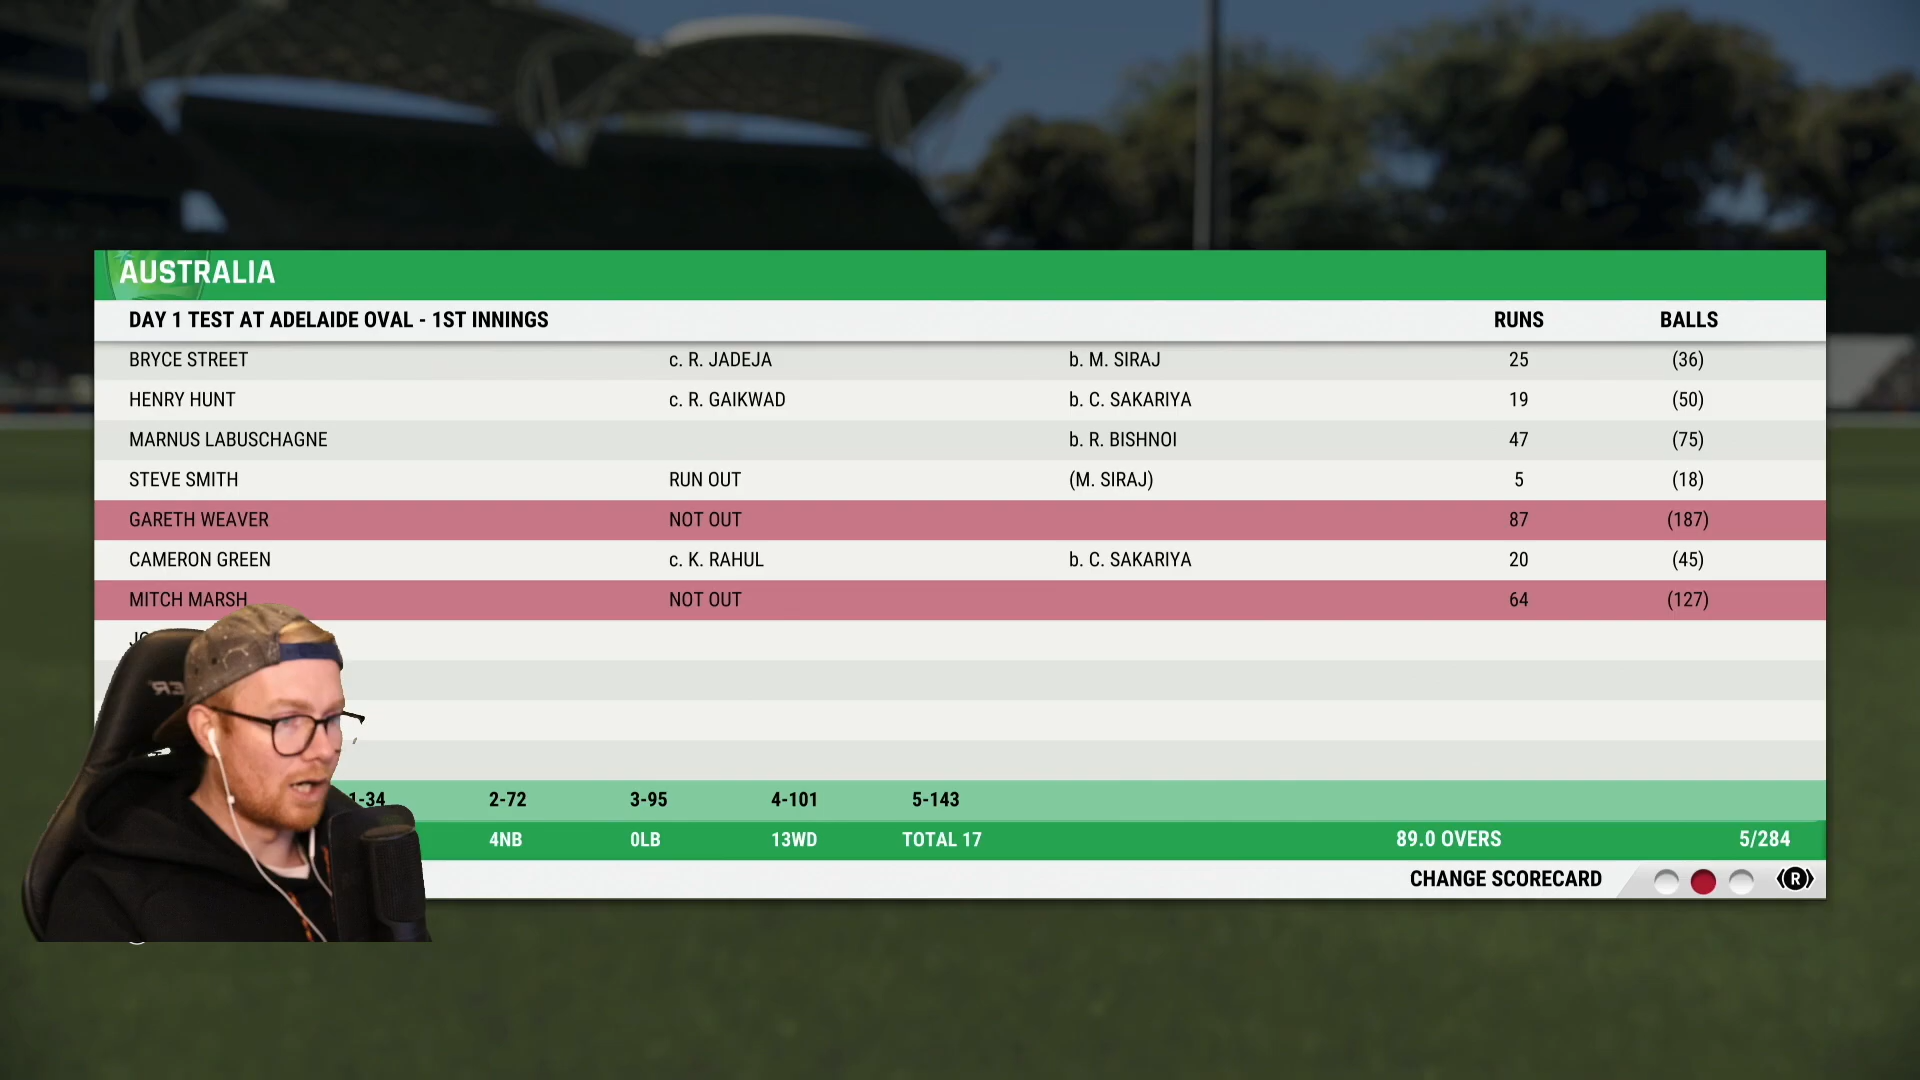 AUSTRALIA
DAY 1 TEST AT ADELAIDE OVAL - 1ST INNINGS RUNS BALLS
BRYCE STREET c. R. JADEJA b. M. SIRAJ 25 (36)
HENRY HUNT c. R. GAIKWAD b. C. SAKARIYA 19 (50)
MARNUS LABUSCHAGNE b. R. BISHNOI 47 (75)
STEVE SMITH RUN OUT (M. SIRAJ) 5 (18)
GARETH WEAVER NOT OUT 87 (187)
CAMERON GREEN c. K. RAHUL b. C. SAKARIYA 20 (45)
MITCH MARSH NOT OUT 64 (127)
1-34 2-72 3-95 4-101 5-143
4NB 0LB 13WD TOTAL 17 89.0 OVERS 5/284
CHANGE SCORECARD R